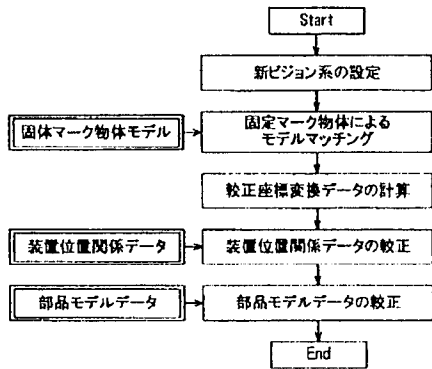 Start
新ビジョン系の設定
固体マーク物体モデル
固定マーク物体による
モデルマッチング
較正座標変換データの計算
装置位置関係データ
装置位置関係データの較正
部品モデルデータ
部品モデルデータの較正
End